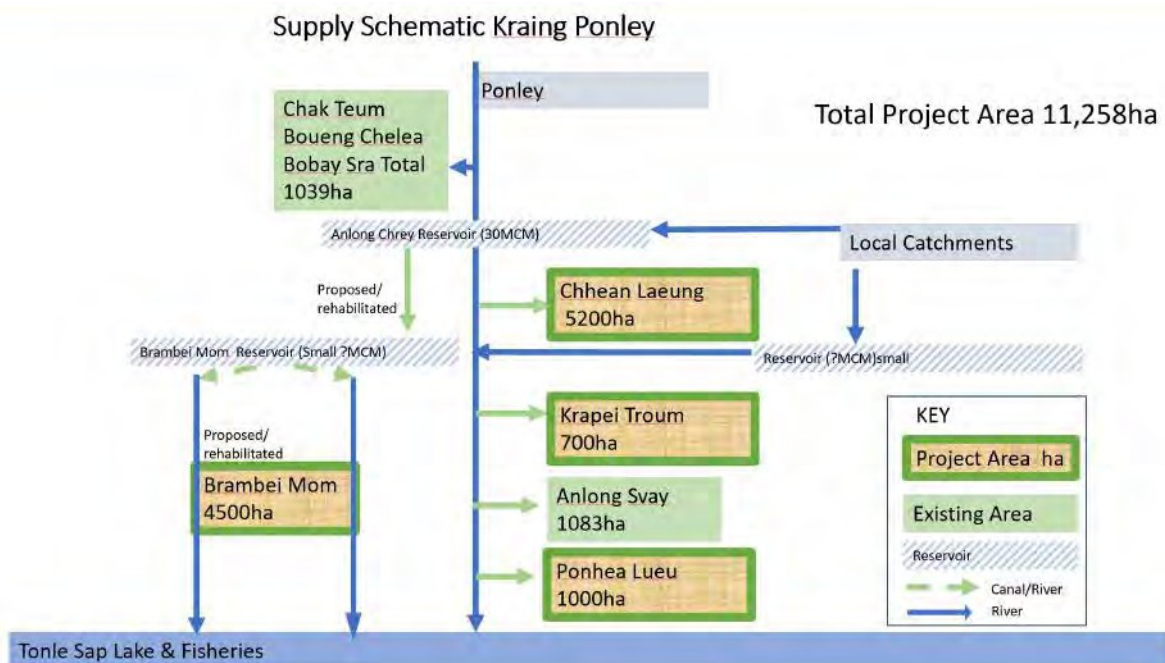 Supply Schematic Kraing Ponley
Ponley
Total Project Area 11,258ha
Chak Teum
Boueng Chelea
Bobay Sra Total
1039ha
Anlong Chrey Reservoir (30MCM)
Local Catchments
Proposed/
rehabilitated
Chhean Laeung
5200ha
Brambei Mom Reservoir (Small ?MCM)
Reservoir (?MCM)small
Krapei Troum
700ha
Proposed/
rehabilitated
Brambei Mom
4500ha
Anlong Svay
1083ha
Ponhea Lueu
1000ha
KEY
Project Area ha
Existing Area
Reservoir
Canal/River
River
Tonle Sap Lake & Fisheries